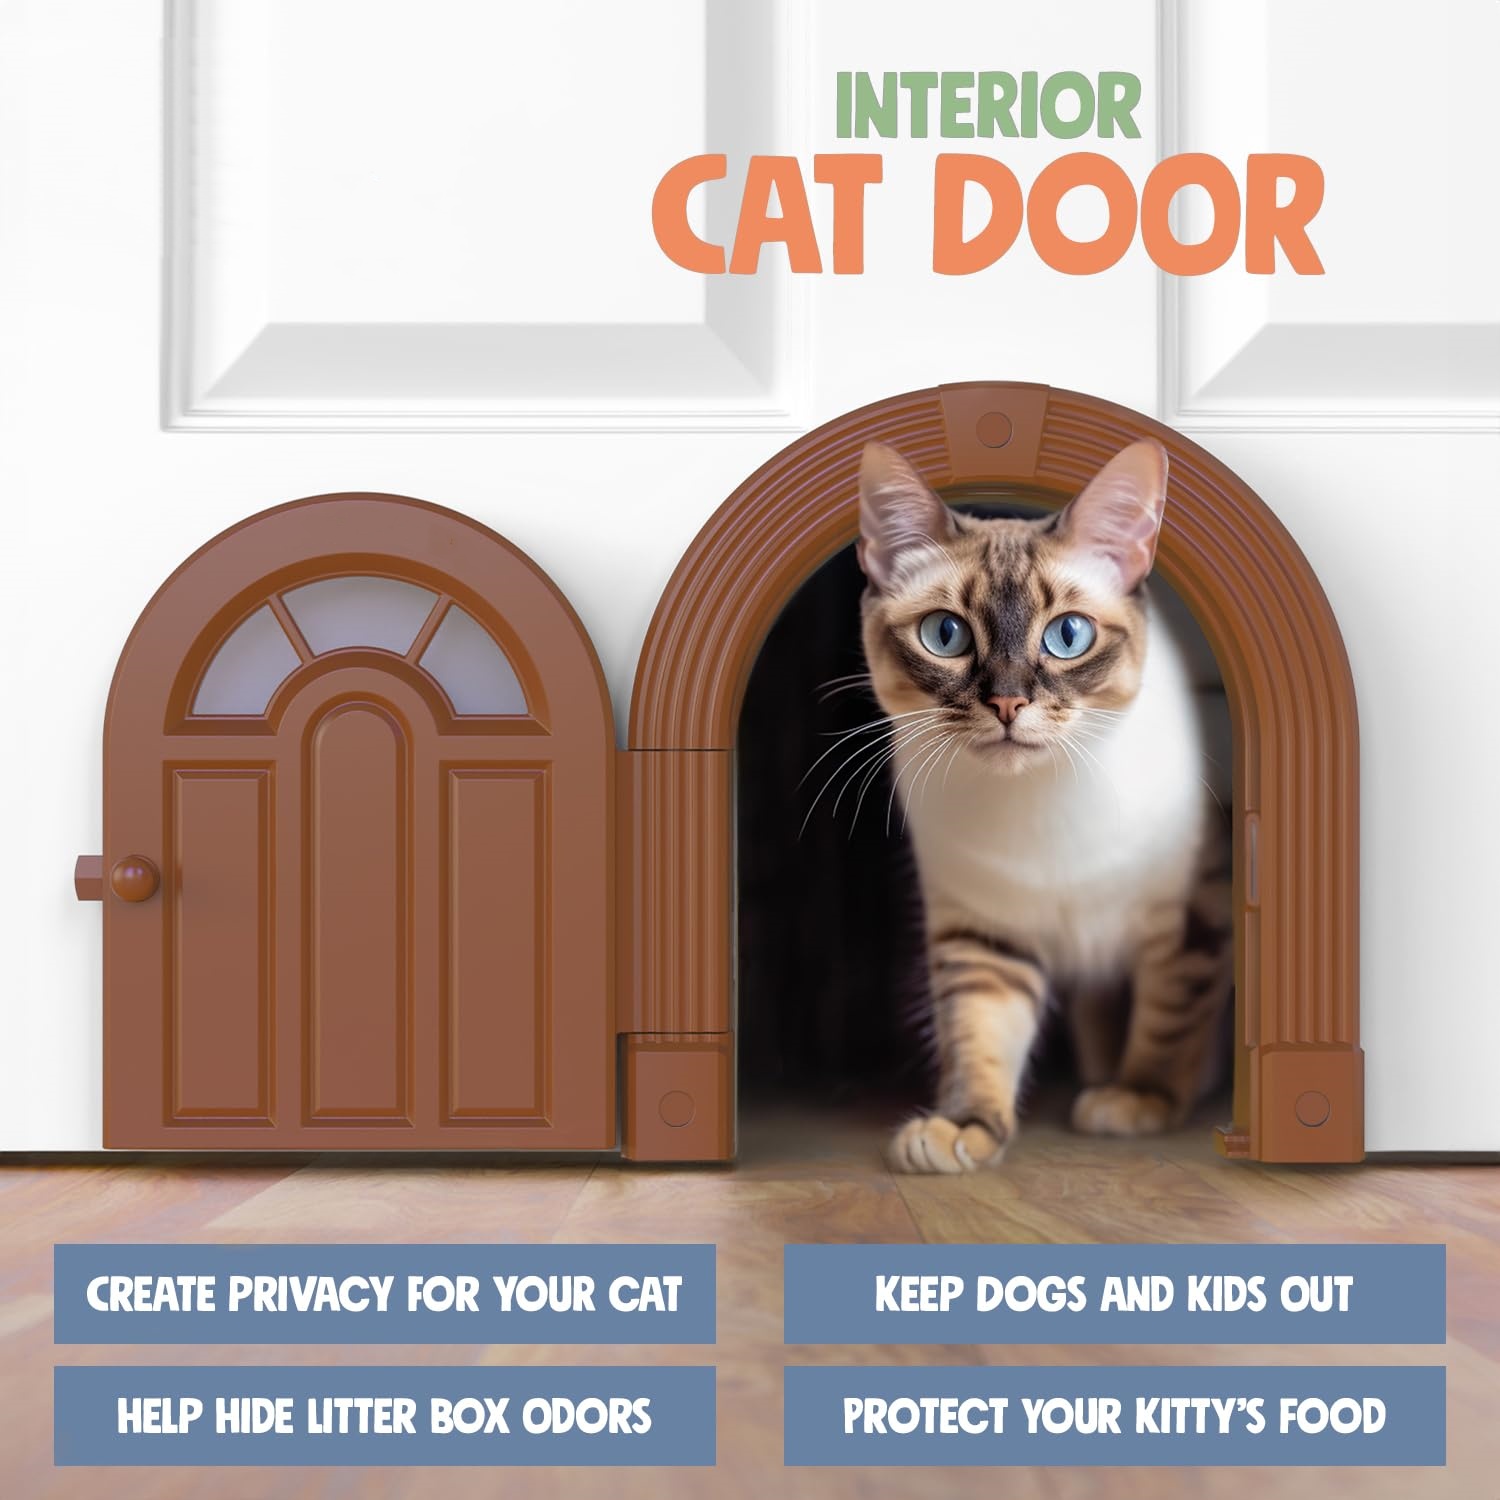 INTERIOR
CAT DOOR
CREATE PRIVACY FOR YOUR CAT
KEEP DOGS AND KIDS OUT
HELP HIDE LITTER BOX ODORS
PROTECT YOUR KITTY'S FOOD